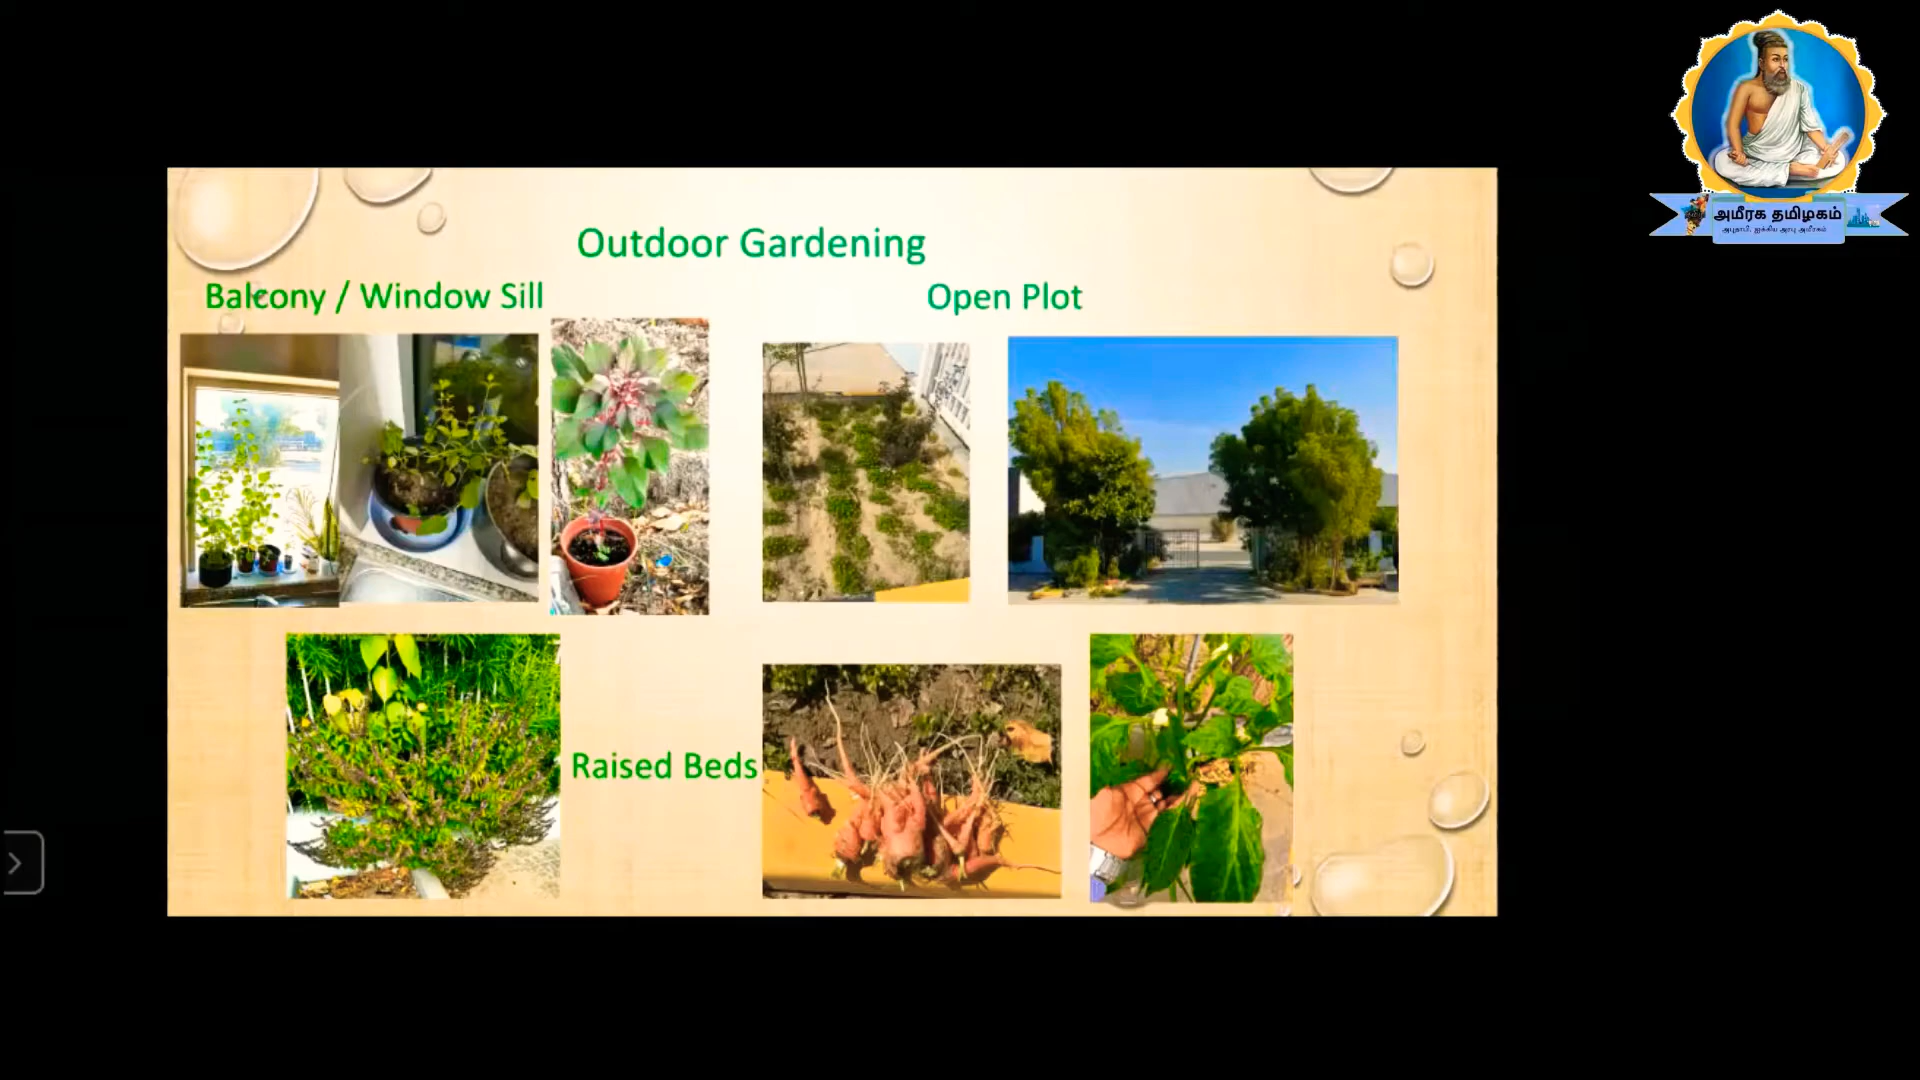 Outdoor Gardening
Balcony / Window Sill
Open Plot
Raised Beds
அமீரக தமிழகம்
அபுதாபி, ஐக்கிய அரபு அமீரகம்